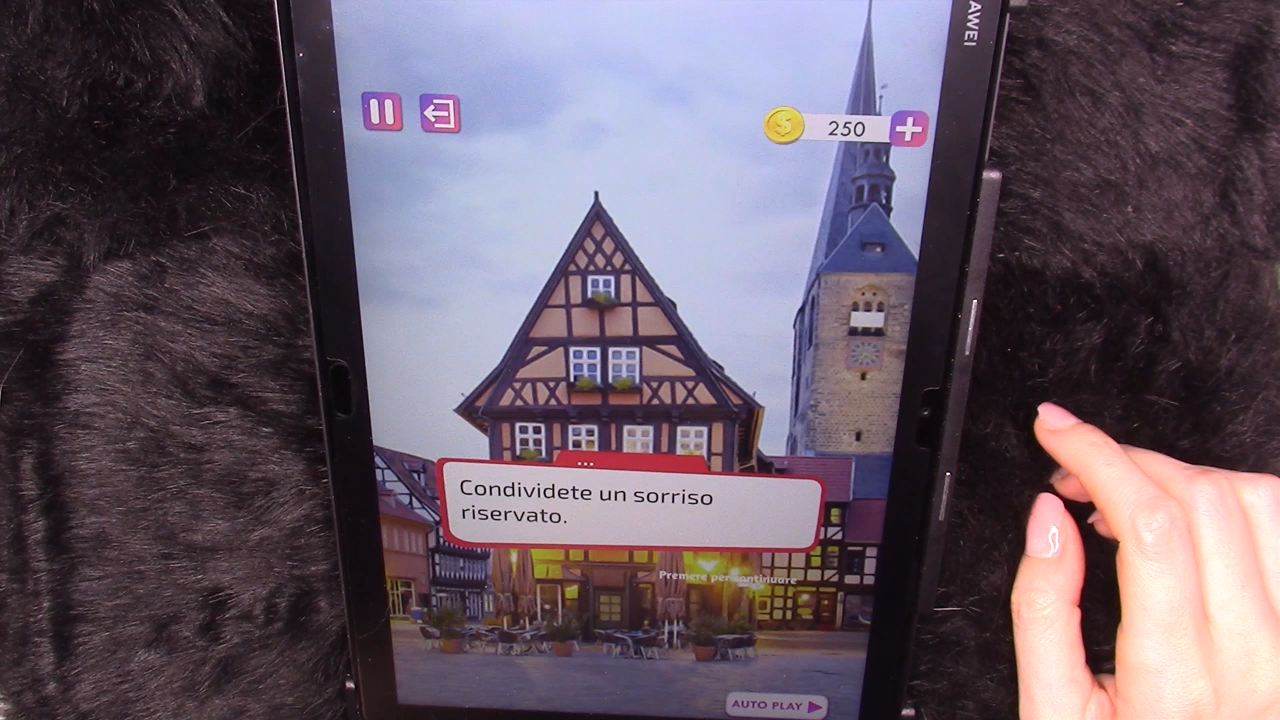 AWEI
250
...
Condividete un sorriso
riservato.
Premere per continuare
AUTO PLAY